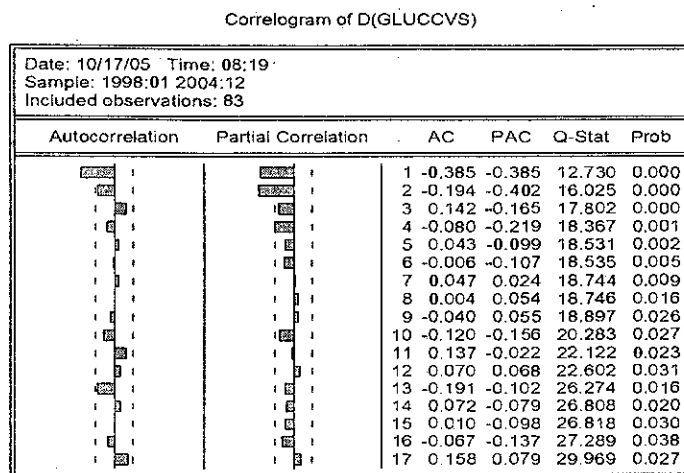 Correlogram of D(GLUCCVS)
Date: 10/17/05 Time: 08:19
Sample: 1998:01 2004:12
Included observations: 83
Autocorrelation Partial Correlation AC PAC Q-Stat Prob
1 -0.385 -0.385 12.730 0.000
2 -0.194 -0.402 16.025 0.000
3 0.142 -0.165 17.802 0.000
4 -0.080 -0.219 18.367 0.001
5 0.043 -0.099 18.531 0.002
6 -0.006 -0.107 18.535 0.005
7 0.047 0.024 18.744 0.009
8 0.004 0.054 18.746 0.016
9 -0.040 0.055 18.897 0.026
10 -0.120 -0.156 20.283 0.027
11 0.137 -0.022 22.122 0.023
12 0.070 0.068 22.602 0.031
13 -0.191 -0.102 26.274 0.016
14 0.072 -0.079 26.808 0.020
15 0.010 -0.098 26.818 0.030
16 -0.067 -0.137 27.289 0.038
17 0.158 0.079 29.969 0.027